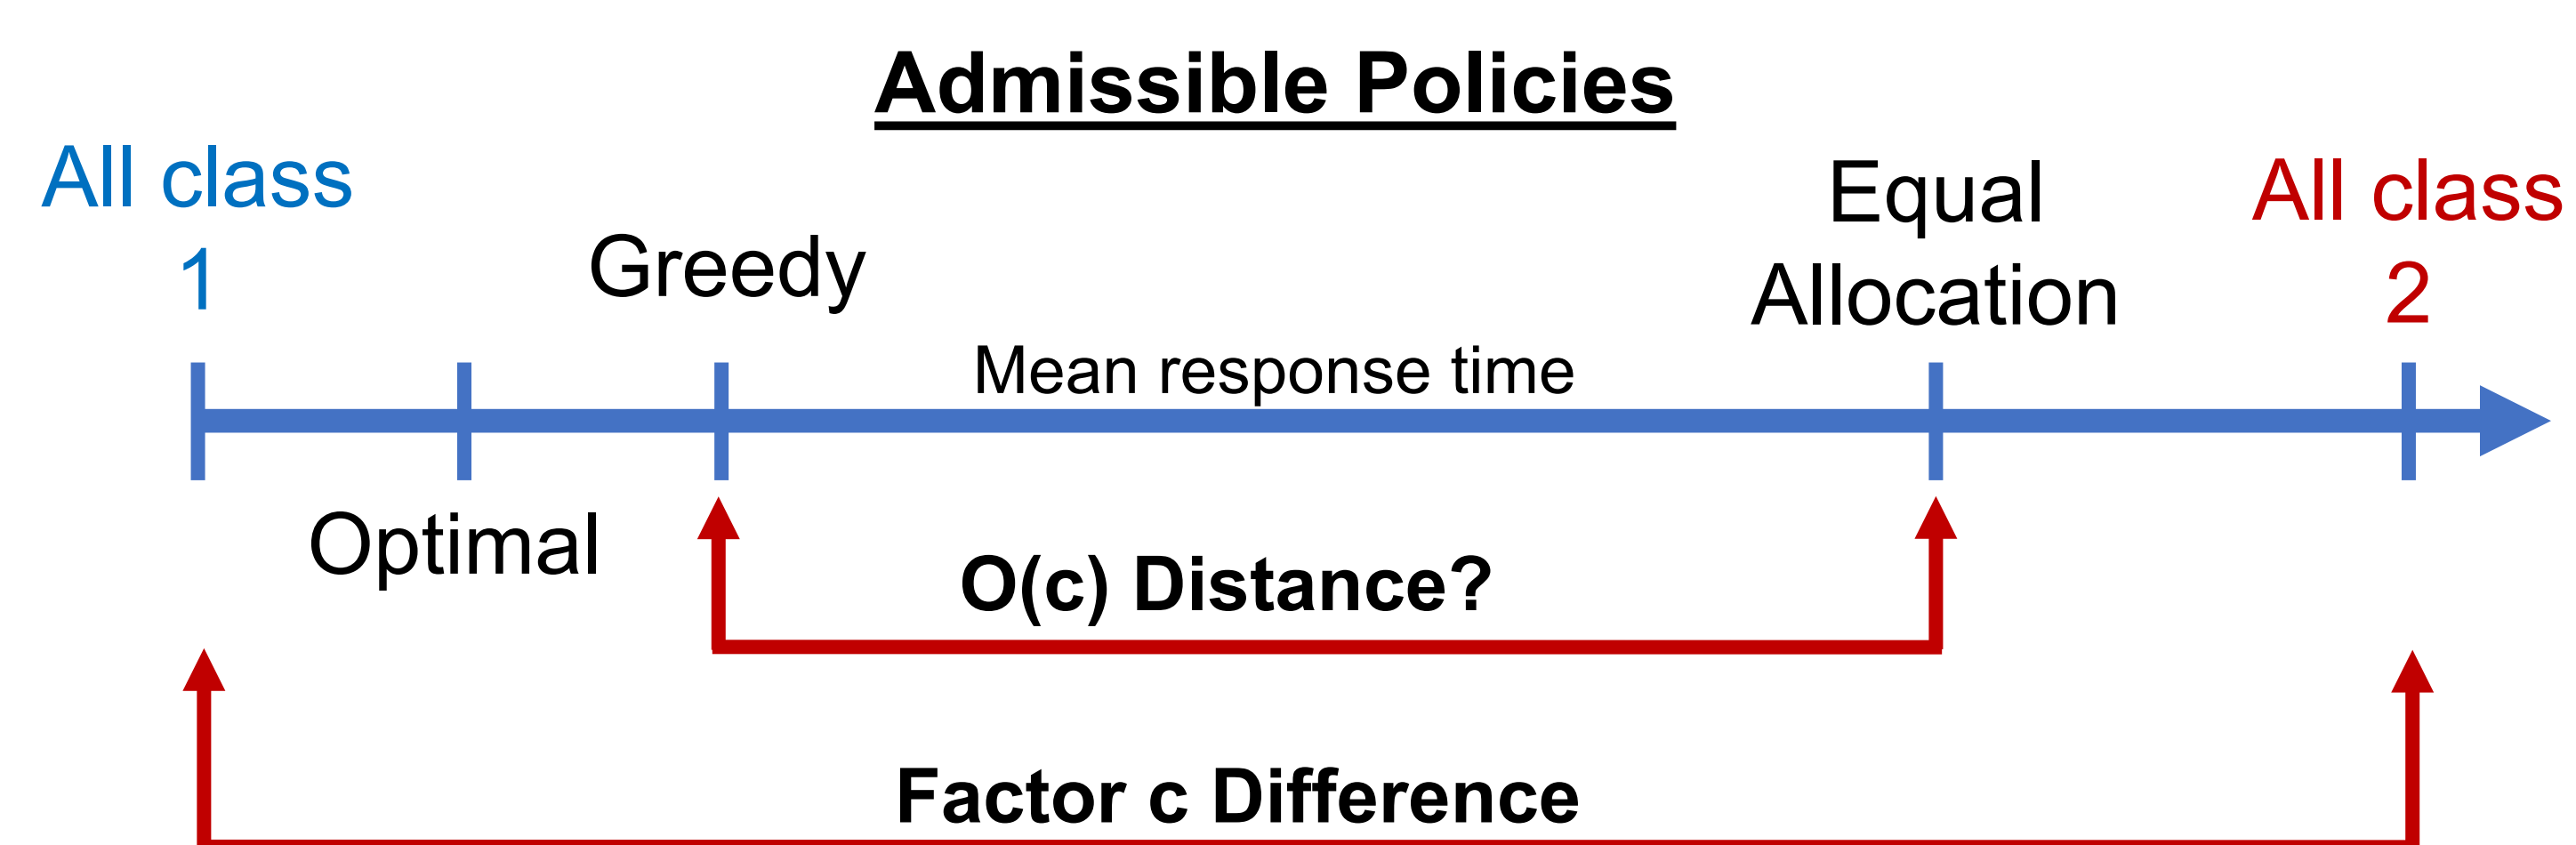 Admissible Policies
All class
1
Greedy
Equal
Allocation
All class
2
Mean response time
Optimal
O(c) Distance?
Factor c Difference